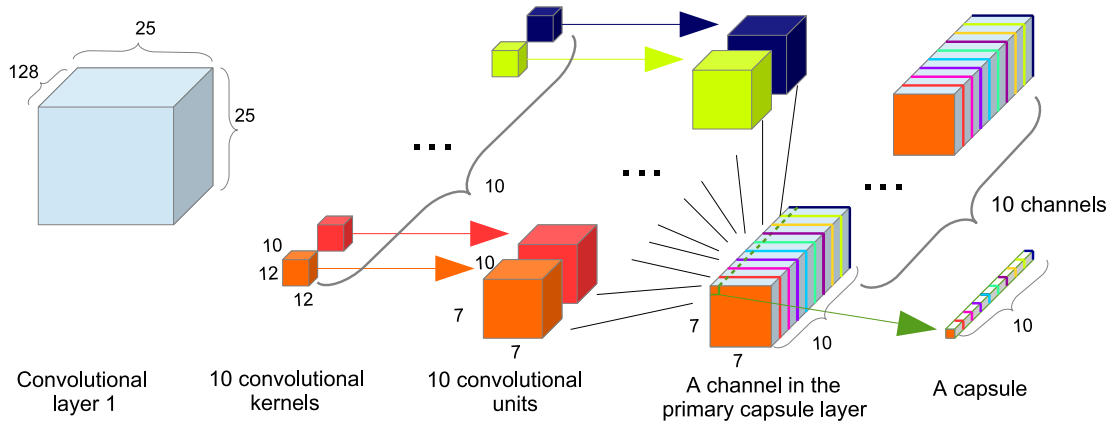 25
128
25
...
10
10
12
12
10
7
7
...
7
7
10
...
10 channels
10
Convolutional
layer 1
10 convolutional
kernels
10 convolutional
units
A channel in the
primary capsule layer
A capsule